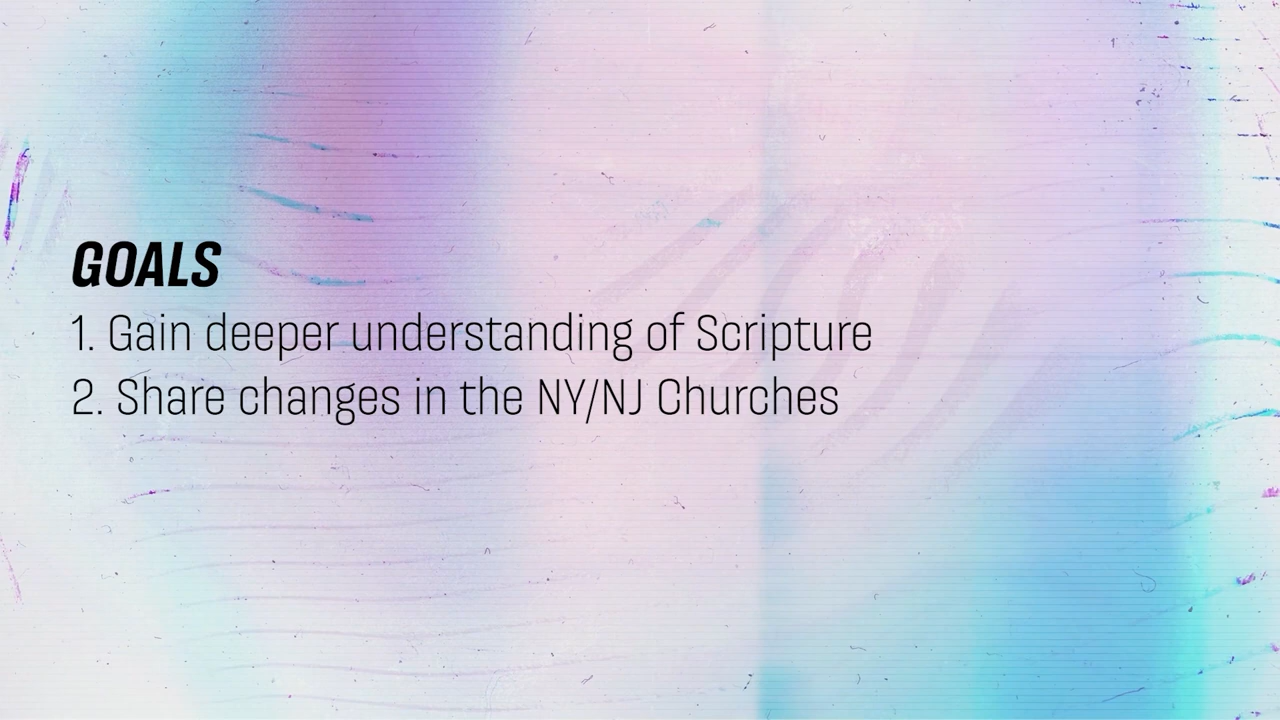 GOALS
1. Gain deeper understanding of Scripture
2. Share changes in the NY/NJ Churches